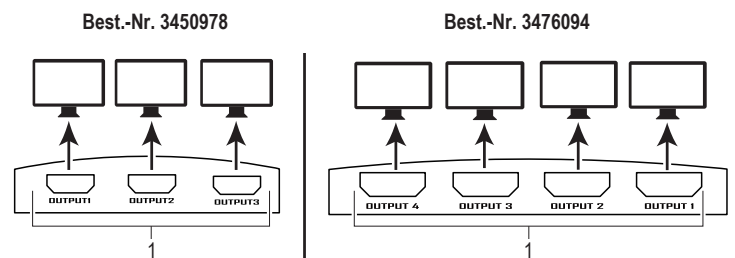 Best.-Nr. 3450978
Best.-Nr. 3476094
OUTPUT1 OUTPUT2 OUTPUT3
OUTPUT 4 OUTPUT 3 OUTPUT 2 OUTPUT 1
1
1